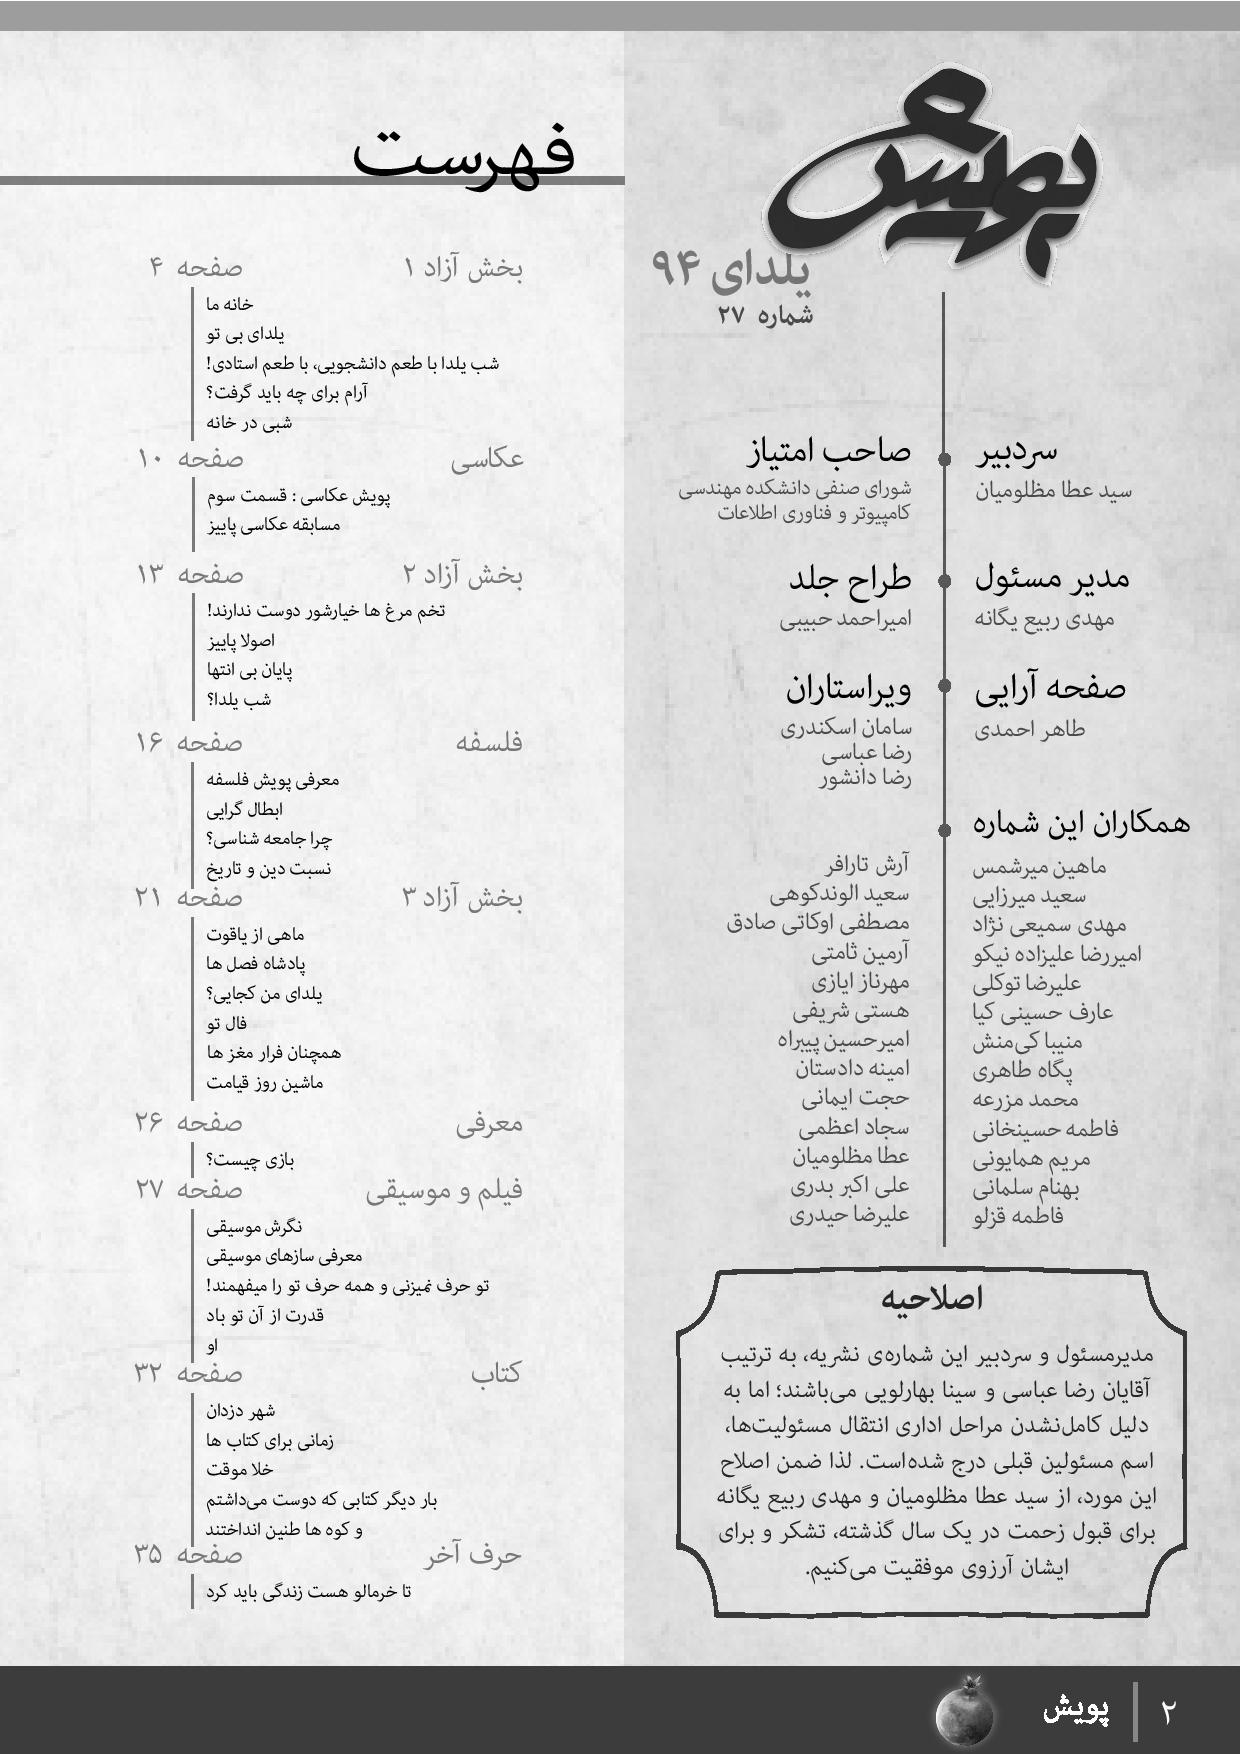 پویش
یلدای ۹۴
شماره ۲۷
سردبیر
سید عطا مظلومیان
صاحب امتیاز
شورای صنفی دانشکده مهندسی
کامپیوتر و فناوری اطلاعات
مدیر مسئول
مهدی ربیع یگانه
طراح جلد
امیراحمد حبیبی
صفحه آرایی
طاهر احمدی
ویراستاران
سامان اسکندری
رضا عباسی
رضا دانشور
همکاران این شماره
ماهین میرشمس
سعید میرزایی
مهدی سمیعی نژاد
امیررضا علیزاده نیکو
علیرضا توکلی
عارف حسینی کیا
منیبا کی‌منش
پگاه طاهری
محمد مزرعه
فاطمه حسینخانی
مریم همایونی
بهنام سلمانی
فاطمه قزلو
آرش تارافر
سعید الوندکوهی
مصطفی اوکاتی صادق
آرمین ثامتی
مهرناز ایازی
هستی شریفی
امیرحسین پیبراه
امینه دادستان
حجت ایمانی
سجاد اعظمی
عطا مظلومیان
علی اکبر بدری
علیرضا حیدری
اصلاحیه
مدیرمسئول و سردبیر این شماره‌ی نشریه، به ترتیب
آقایان رضا عباسی و سینا بهارلویی می‌باشند؛ اما به
دلیل کامل‌نشدن مراحل اداری انتقال مسئولیت‌ها،
اسم مسئولین قبلی درج شده‌است. لذا ضمن اصلاح
این مورد، از سید عطا مظلومیان و مهدی ربیع یگانه
برای قبول زحمت در یک سال گذشته، تشکر و برای
ایشان آرزوی موفقیت می‌کنیم.
فهرست
بخش آزاد ۱ صفحه ۴
خانه ما
یلدای بی تو
شب یلدا با طعم دانشجویی، با طعم استادی!
آرام برای چه باید گرفت؟
شبی در خانه
عکاسی صفحه ۱۰
پویش عکاسی : قسمت سوم
مسابقه عکاسی پاییز
بخش آزاد ۲ صفحه ۱۳
تخم مرغ ها خیارشور دوست ندارند!
اصولا پاییز
پایان بی انتها
شب یلدا؟
فلسفه صفحه ۱۶
معرفی پویش فلسفه
ابطال گرایی
چرا جامعه شناسی؟
نسبت دین و تاریخ
بخش آزاد ۳ صفحه ۲۱
ماهی از یاقوت
پادشاه فصل ها
یلدای من کجایی؟
فال تو
همچنان فرار مغز ها
ماشین روز قیامت
معرفی صفحه ۲۶
بازی چیست؟
فیلم و موسیقی صفحه ۲۷
نگرش موسیقی
معرفی سازهای موسیقی
تو حرف نمیزنی و همه حرف تو را میفهمند!
قدرت از آن تو باد
او
کتاب صفحه ۳۲
شهر دزدان
زمانی برای کتاب ها
خلا موقت
بار دیگر کتابی که دوست می‌داشتم
و کوه ها طنین انداختند
حرف آخر صفحه ۳۵
تا خرمالو هست زندگی باید کرد
۲ پویش